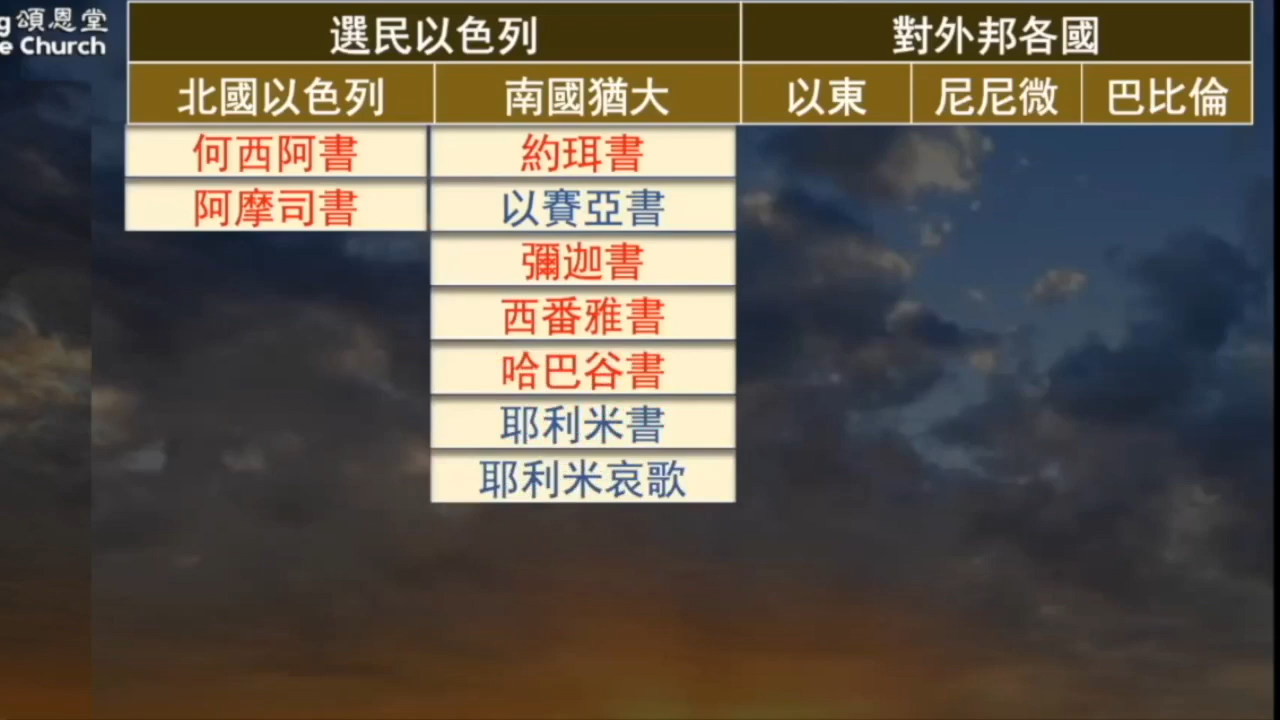 頌恩堂
Church
選民以色列 對外邦各國
北國以色列 南國猶大 以東 尼尼微 巴比倫
何西阿書 約珥書
阿摩司書 以賽亞書
彌迦書
西番雅書
哈巴谷書
耶利米書
耶利米哀歌